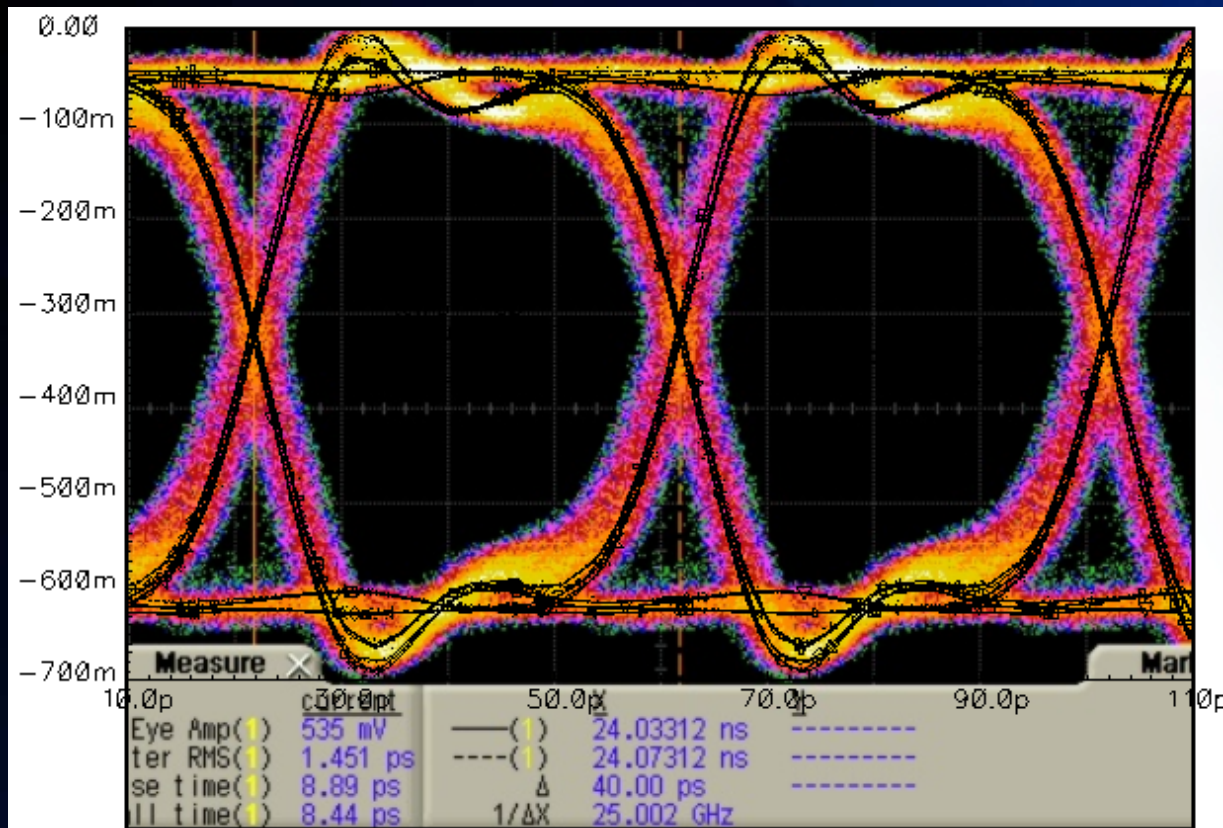 0.00
-100m
-200m
-300m
-400m
-500m
-600m
-700m
10.0p 30.0p 50.0p 70.0p 90.0p 110p
Measure Mar
current X Y
Eye Amp(1) 535 mV ——(1) 24.03312 ns ---------
ter RMS(1) 1.451 ps ----(1) 24.07312 ns ---------
se time(1) 8.89 ps Δ 40.00 ps ---------
ll time(1) 8.44 ps 1/ΔX 25.002 GHz